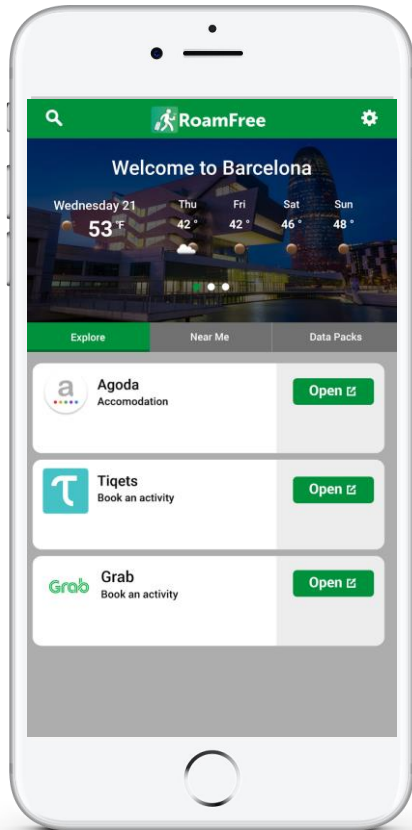 RoamFree
Welcome to Barcelona
Wednesday 21 Thu Fri Sat Sun
53 °F 42 ° 42 ° 46 ° 48 °
Explore Near Me Data Packs
a Agoda Open
Accomodation
Tiqets Open
Book an activity
Grab Grab Open
Book an activity